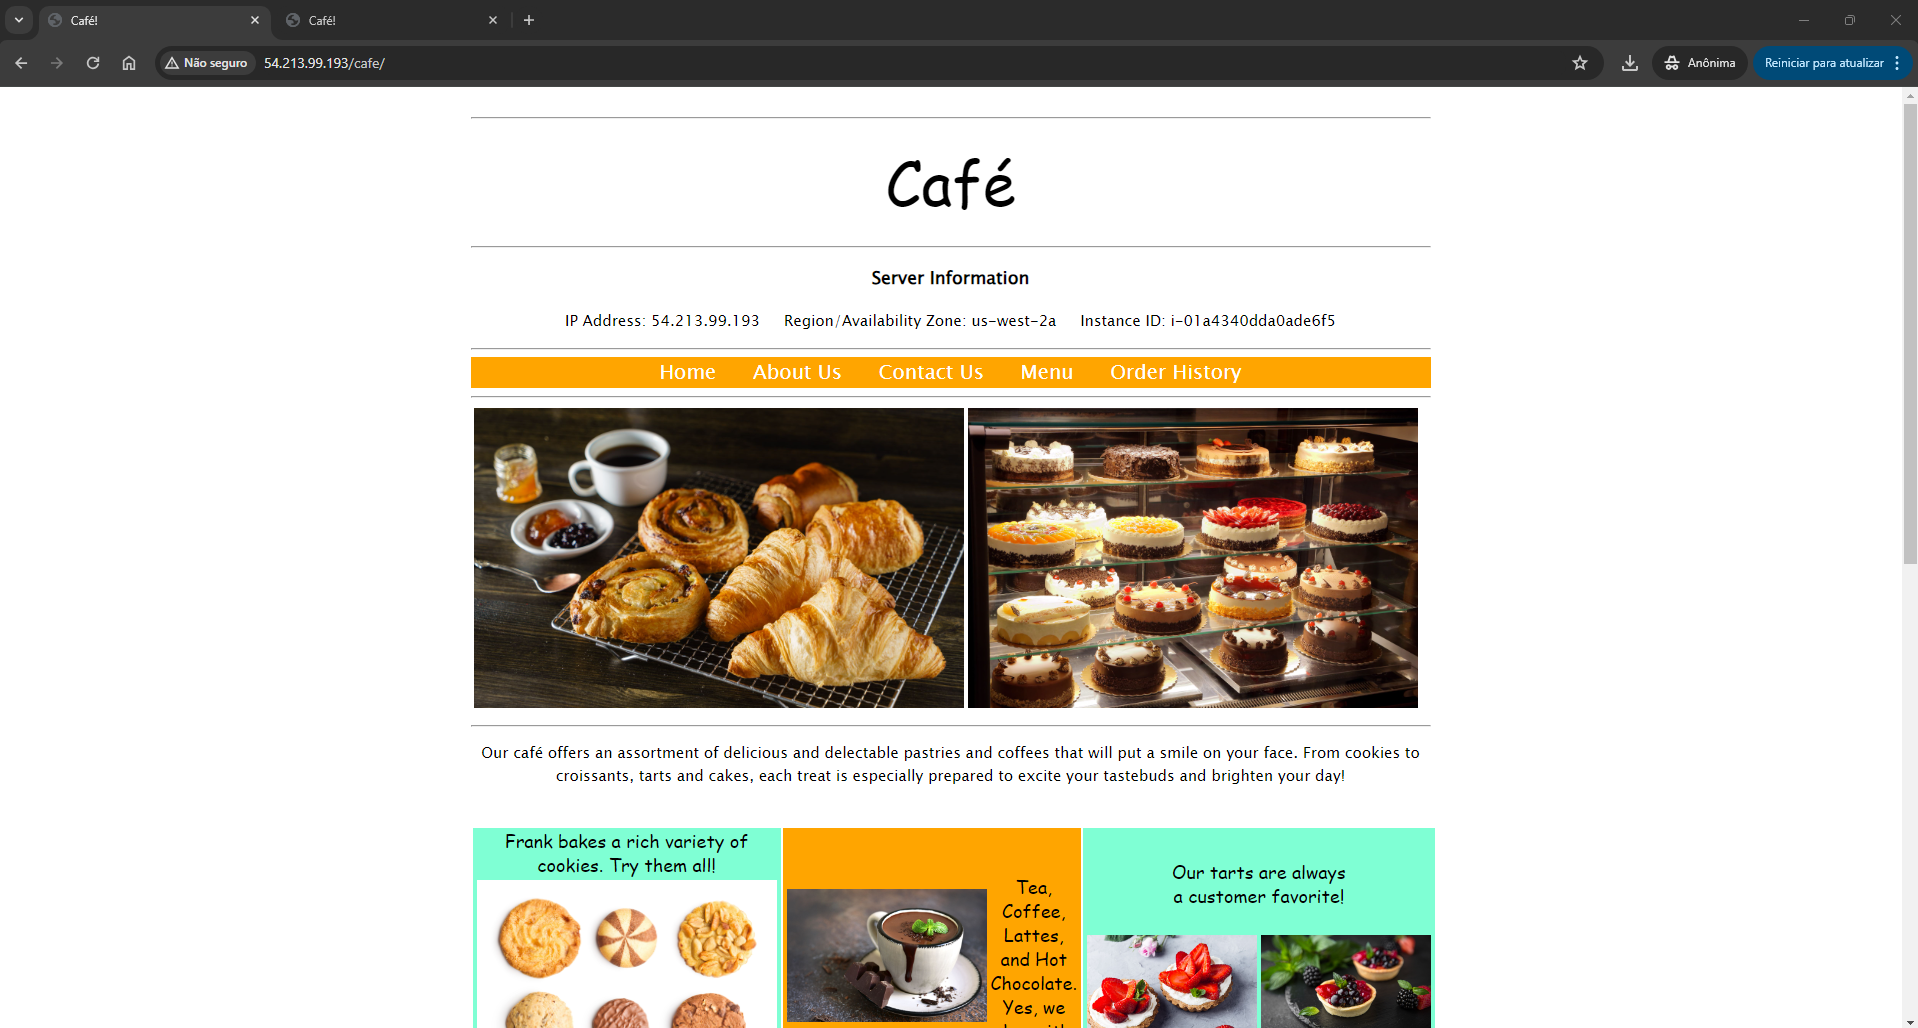 Café!
Café!
Não seguro
54.213.99.193/cafe/
Anônima
Reiniciar para atualizar
Café
Server Information
IP Address: 54.213.99.193 Region/Availability Zone: us-west-2a Instance ID: i-01a4340dda0ade6f5
Home About Us Contact Us Menu Order History
Our café offers an assortment of delicious and delectable pastries and coffees that will put a smile on your face. From cookies to
croissants, tarts and cakes, each treat is especially prepared to excite your tastebuds and brighten your day!
Frank bakes a rich variety of
cookies. Try them all!
Tea,
Coffee,
Lattes,
and Hot
Chocolate.
Yes, we
Our tarts are always
a customer favorite!